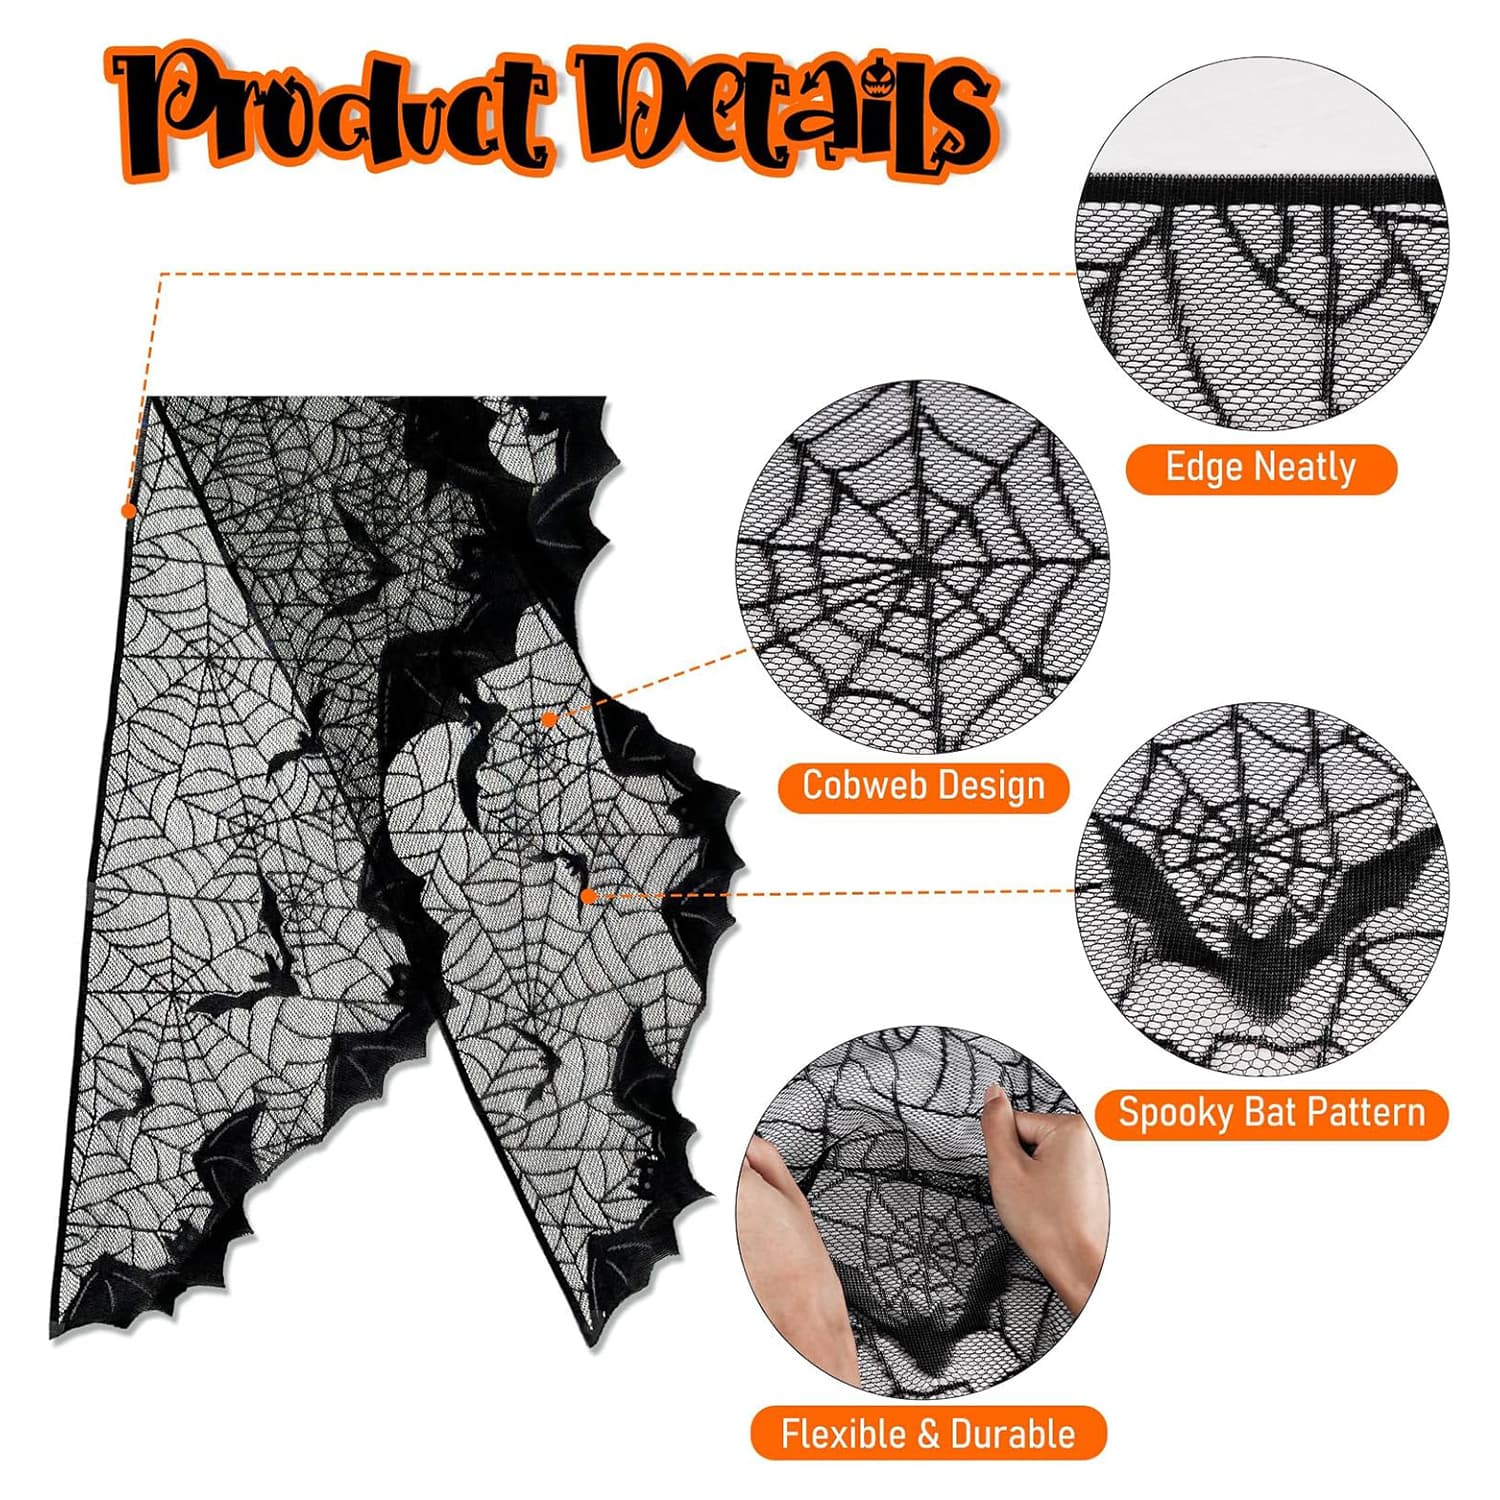 Product Details
Edge Neatly
Cobweb Design
Spooky Bat Pattern
Flexible & Durable